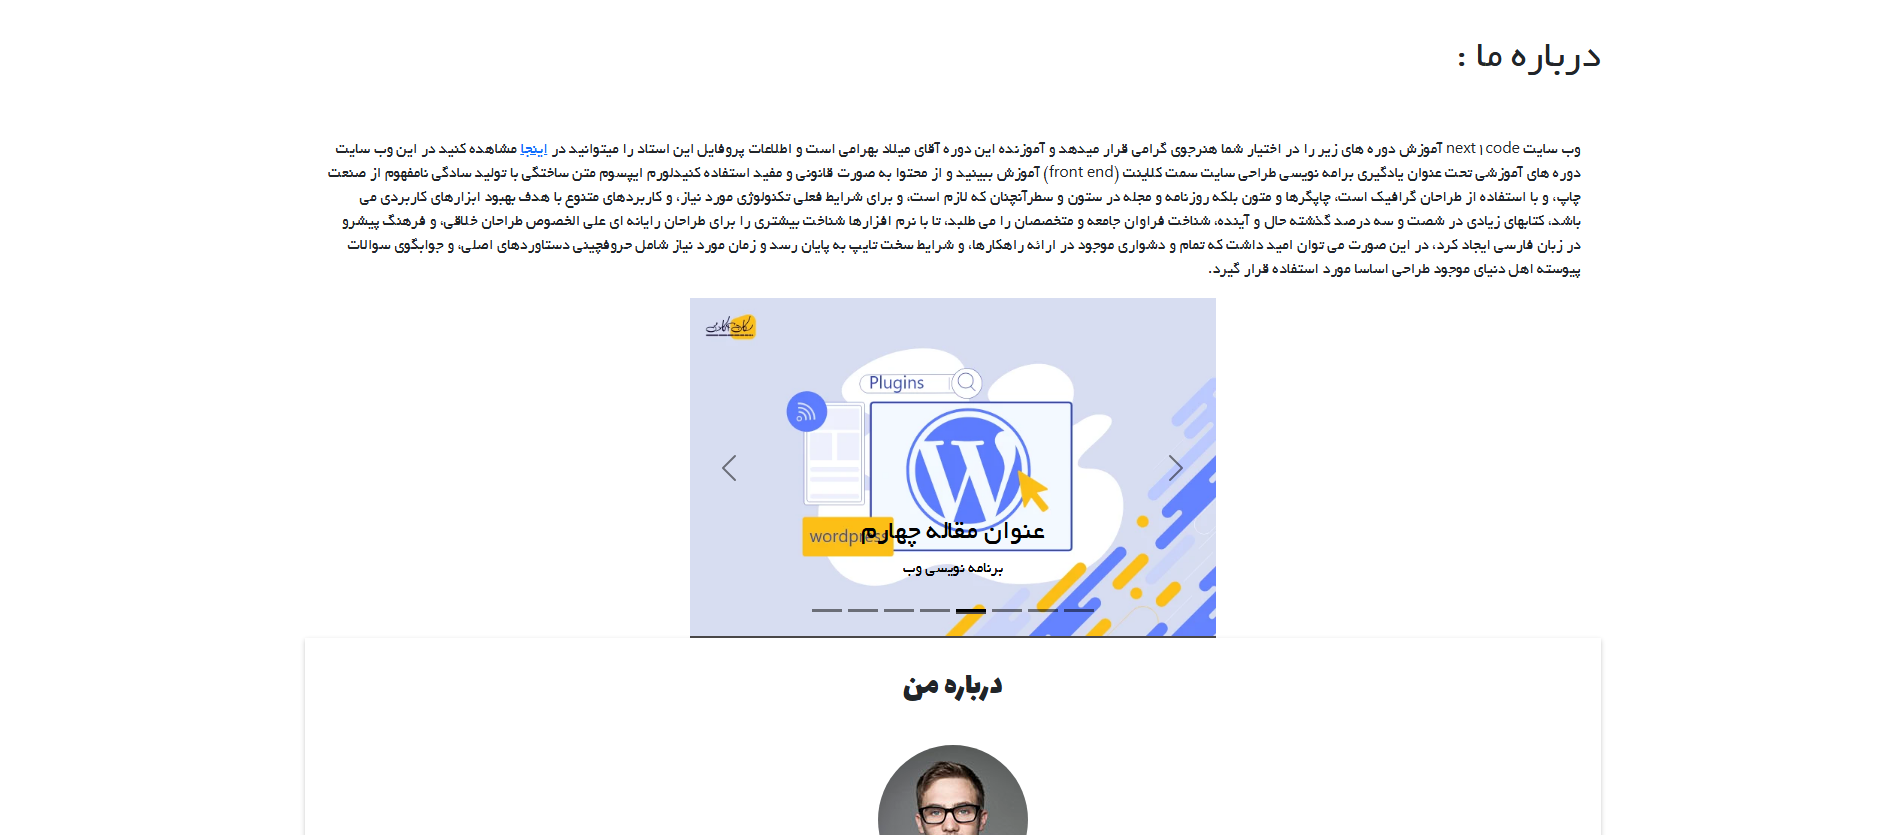 درباره ما :
وب سایت next1code آموزش دوره های زیر را در اختیار شما هنرجوی گرامی قرار میدهد و آموزنده این دوره آقای میلاد بهرامی است و اطلاعات پروفایل این استاد را میتوانید در اینجا مشاهده کنید در این وب سایت
دوره های آموزشی تحت عنوان یادگیری برامه نویسی طراحی سایت سمت کلاینت (front end) آموزش ببینید و از محتوا به صورت قانونی و مفید استفاده کنیدلورم ایپسوم متن ساختگی با تولید سادگی نامفهوم از صنعت
چاپ، و با استفاده از طراحان گرافیک است، چاپگرها و متون بلکه روزنامه و مجله در ستون و سطرآنچنان که لازم است، و برای شرایط فعلی تکنولوژی مورد نیاز، و کاربردهای متنوع با هدف بهبود ابزارهای کاربردی می
باشد، کتابهای زیادی در شصت و سه درصد گذشته حال و آینده، شناخت فراوان جامعه و متخصصان را می طلبد، تا با نرم افزارها شناخت بیشتری را برای طراحان رایانه ای علی الخصوص طراحان خلاقی، و فرهنگ پیشرو
در زبان فارسی ایجاد کرد، در این صورت می توان امید داشت که تمام و دشواری موجود در ارائه راهکارها، و شرایط سخت تایپ به پایان رسد و زمان مورد نیاز شامل حروفچینی دستاوردهای اصلی، و جوابگوی سوالات
پیوسته اهل دنیای موجود طراحی اساسا مورد استفاده قرار گیرد.
Plugins
wordpress
عنوان مقاله چهارم
برنامه نویسی وب
درباره من